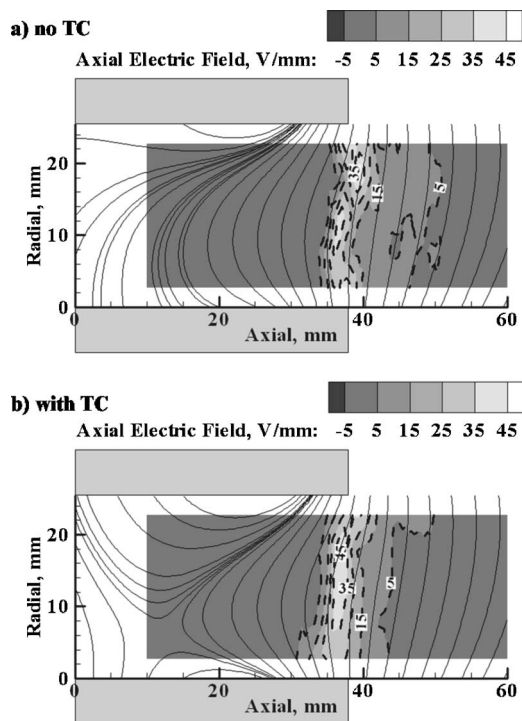 a) no TC
Axial Electric Field, V/mm: -5 5 15 25 35 45
Radial, mm
20
10
0
35
15
5
0 20 40 60
Axial, mm
b) with TC
Axial Electric Field, V/mm: -5 5 15 25 35 45
Radial, mm
20
10
0
45
35
15
5
0 20 40 60
Axial, mm